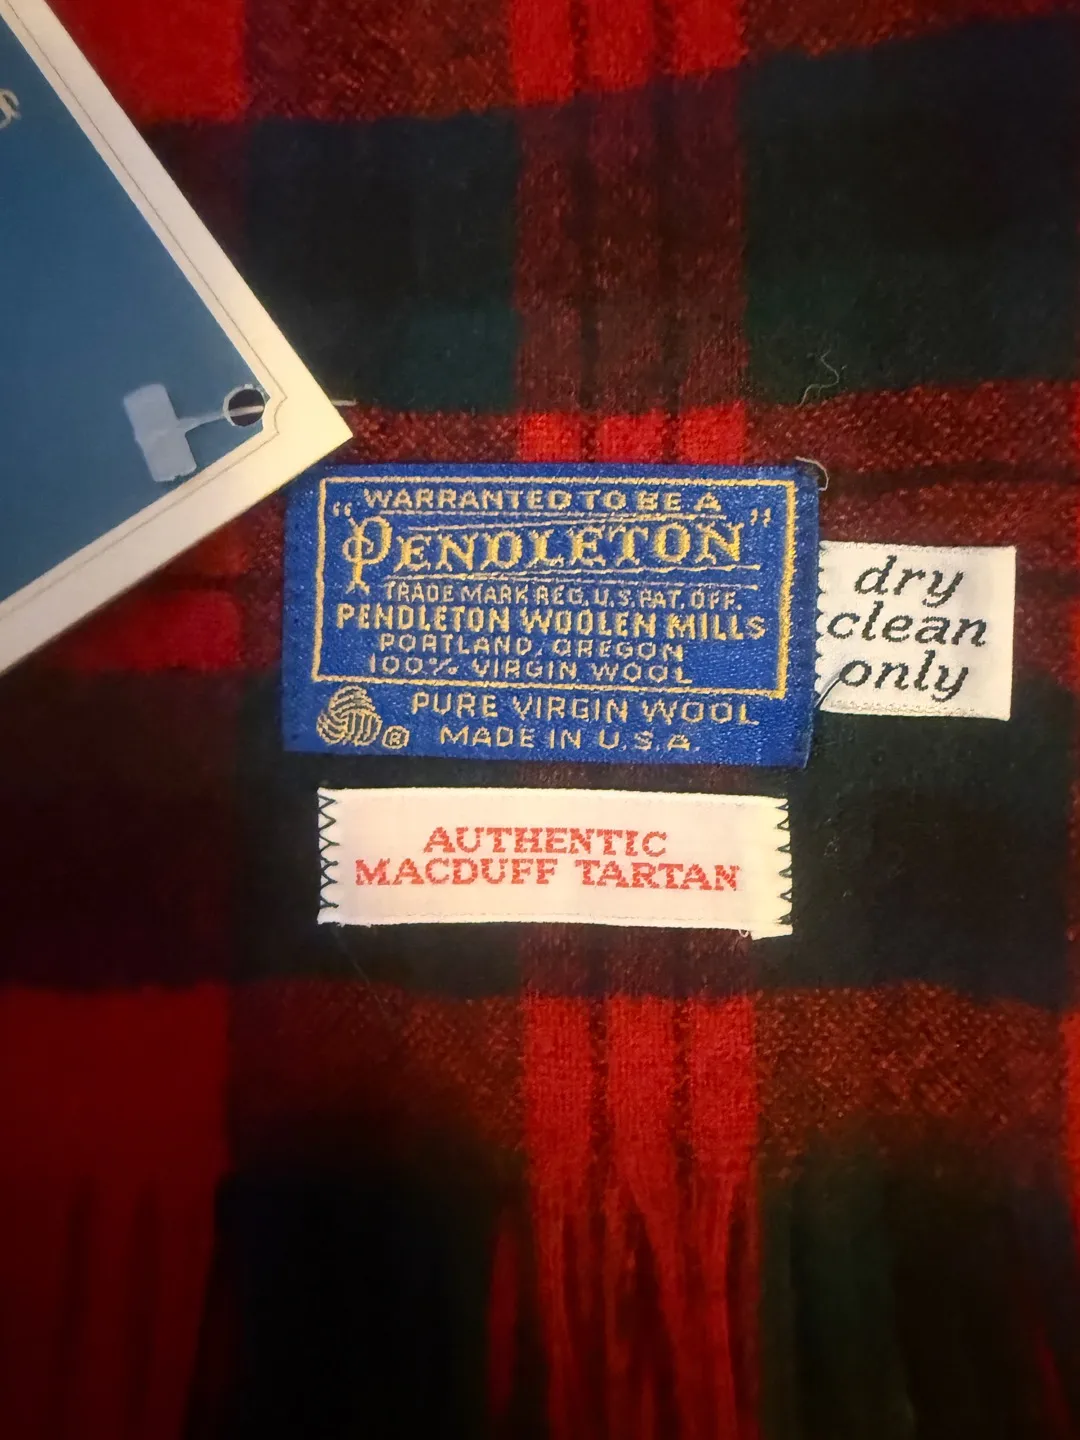 WARRANTED TO BE A
"PENDLETON"
TRADE MARK REG. U.S. PAT. OFF.
PENDLETON WOOLEN MILLS
PORTLAND, OREGON
100% VIRGIN WOOL
PURE VIRGIN WOOL
® MADE IN U.S.A.
dry
clean
only
AUTHENTIC
MACDUFF TARTAN